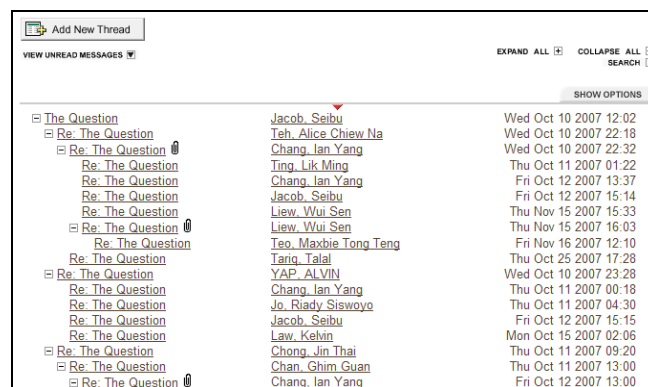 Add New Thread
VIEW UNREAD MESSAGES
EXPAND ALL COLLAPSE ALL
SEARCH
SHOW OPTIONS
The Question Jacob, Seibu Wed Oct 10 2007 12:02
Re: The Question Teh, Alice Chiew Na Wed Oct 10 2007 22:18
Re: The Question Chang, Ian Yang Wed Oct 10 2007 22:32
Re: The Question Ting, Lik Ming Thu Oct 11 2007 01:22
Re: The Question Chang, Ian Yang Fri Oct 12 2007 13:37
Re: The Question Jacob, Seibu Fri Oct 12 2007 15:14
Re: The Question Liew, Wui Sen Thu Nov 15 2007 15:33
Re: The Question Liew, Wui Sen Thu Nov 15 2007 16:03
Re: The Question Teo, Maxbie Tong Teng Fri Nov 16 2007 12:10
Re: The Question Tariq, Talal Thu Oct 25 2007 17:28
Re: The Question YAP, ALVIN Wed Oct 10 2007 23:28
Re: The Question Chang, Ian Yang Thu Oct 11 2007 00:18
Re: The Question Jo, Riady Siswoyo Thu Oct 11 2007 04:30
Re: The Question Jacob, Seibu Fri Oct 12 2007 15:15
Re: The Question Law, Kelvin Mon Oct 15 2007 02:06
Re: The Question Chong, Jin Thai Thu Oct 11 2007 09:20
Re: The Question Chan, Ghim Guan Thu Oct 11 2007 13:00
Re: The Question Chang, Ian Yang Fri Oct 12 2007 13:00